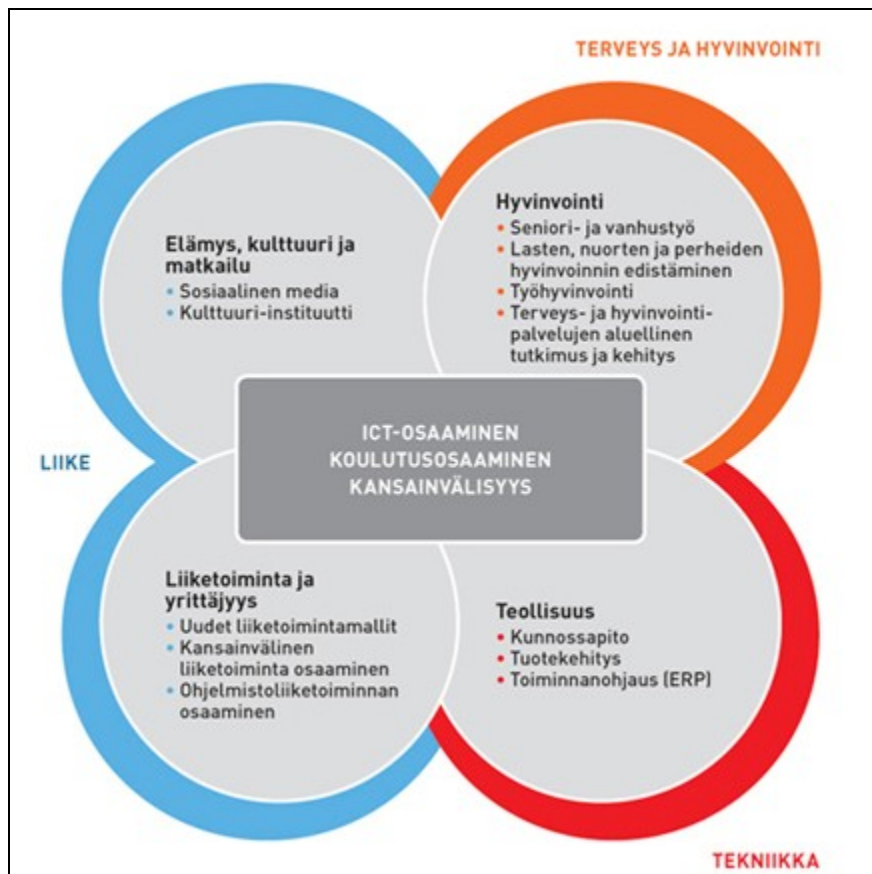 TERVEYS JA HYVINVOINTI
Elämys, kulttuuri ja
matkailu
• Sosiaalinen media
• Kulttuuri-instituutti
Hyvinvointi
• Seniori- ja vanhustyö
• Lasten, nuorten ja perheiden
hyvinvoinnin edistäminen
• Työhyvinvointi
• Terveys- ja hyvinvointi-
palvelujen aluellinen
tutkimus ja kehitys
LIIKE
ICT-OSAAMINEN
KOULUTUSOSAAMINEN
KANSAINVÄLISYYS
Liiketoiminta ja
yrittäjyys
• Uudet liiketoimintamallit
• Kansainvälinen
liiketoiminta osaaminen
• Ohjelmistoliiketoiminnan
osaaminen
Teollisuus
• Kunnossapito
• Tuotekehitys
• Toiminnanohjaus (ERP)
TEKNIIKKA